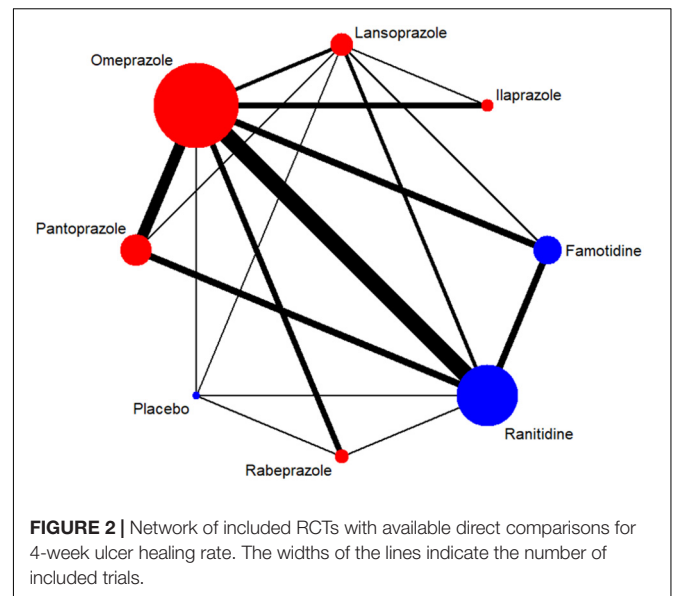 Lansoprazole
Omeprazole
Ilaprazole
Pantoprazole
Famotidine
Placebo
Ranitidine
Rabeprazole
FIGURE 2 | Network of included RCTs with available direct comparisons for
4-week ulcer healing rate. The widths of the lines indicate the number of
included trials.